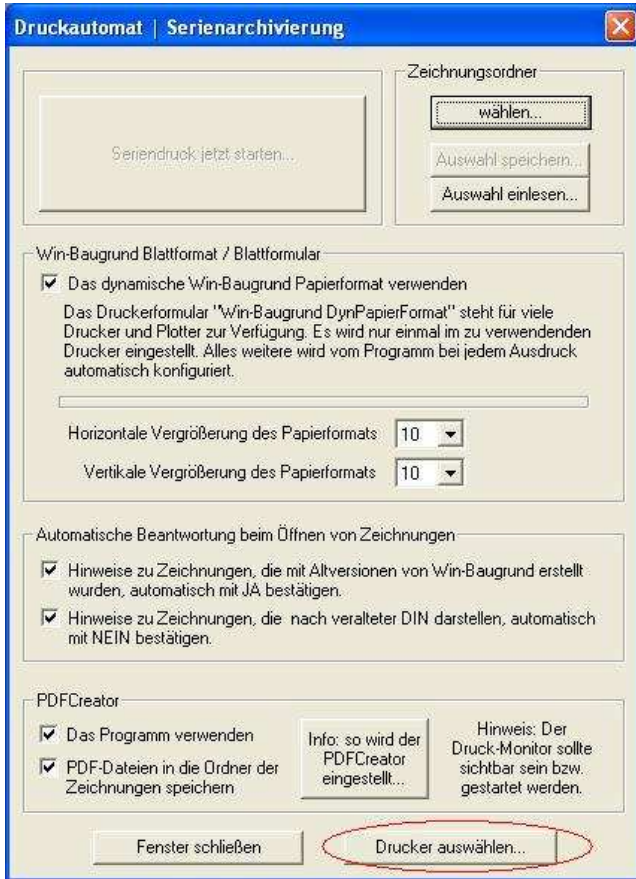 Druckautomat | Serienarchivierung
Seriendruck jetzt starten...
Zeichnungsordner
wählen...
Auswahl speichern...
Auswahl einlesen...
Win-Baugrund Blattformat / Blattformular
Das dynamische Win-Baugrund Papierformat verwenden
Das Druckerformular "Win-Baugrund DynPapierFormat" steht für viele
Drucker und Plotter zur Verfügung. Es wird nur einmal im zu verwendenden
Drucker eingestellt. Alles weitere wird vom Programm bei jedem Ausdruck
automatisch konfiguriert.
Horizontale Vergrößerung des Papierformats 10
Vertikale Vergrößerung des Papierformats 10
Automatische Beantwortung beim Öffnen von Zeichnungen
Hinweise zu Zeichnungen, die mit Altversionen von Win-Baugrund erstellt
wurden, automatisch mit JA bestätigen.
Hinweise zu Zeichnungen, die nach veralteter DIN darstellen, automatisch
mit NEIN bestätigen.
PDFCreator
Das Programm verwenden
PDF-Dateien in die Ordner der
Zeichnungen speichern
Info: so wird der
PDFCreator
eingestellt...
Hinweis: Der
Druck-Monitor sollte
sichtbar sein bzw.
gestartet werden.
Fenster schließen
Drucker auswählen...